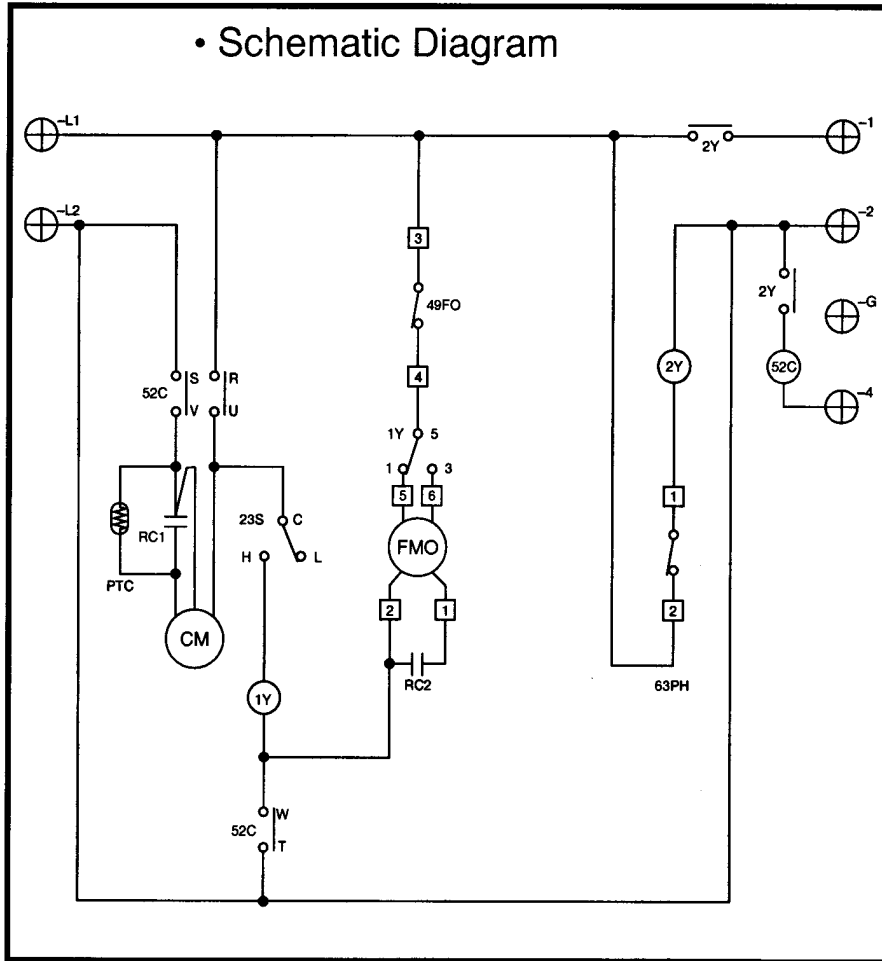 • Schematic Diagram
–L1
2Y
–1
–L2
–2
3
2Y
–G
49FO
2Y
52C
4
52C
S
R
V
U
–4
1Y
5
1
3
5
6
1
23S
C
RC1
FMO
H
L
PTC
2
1
2
CM
RC2
63PH
1Y
W
52C
T